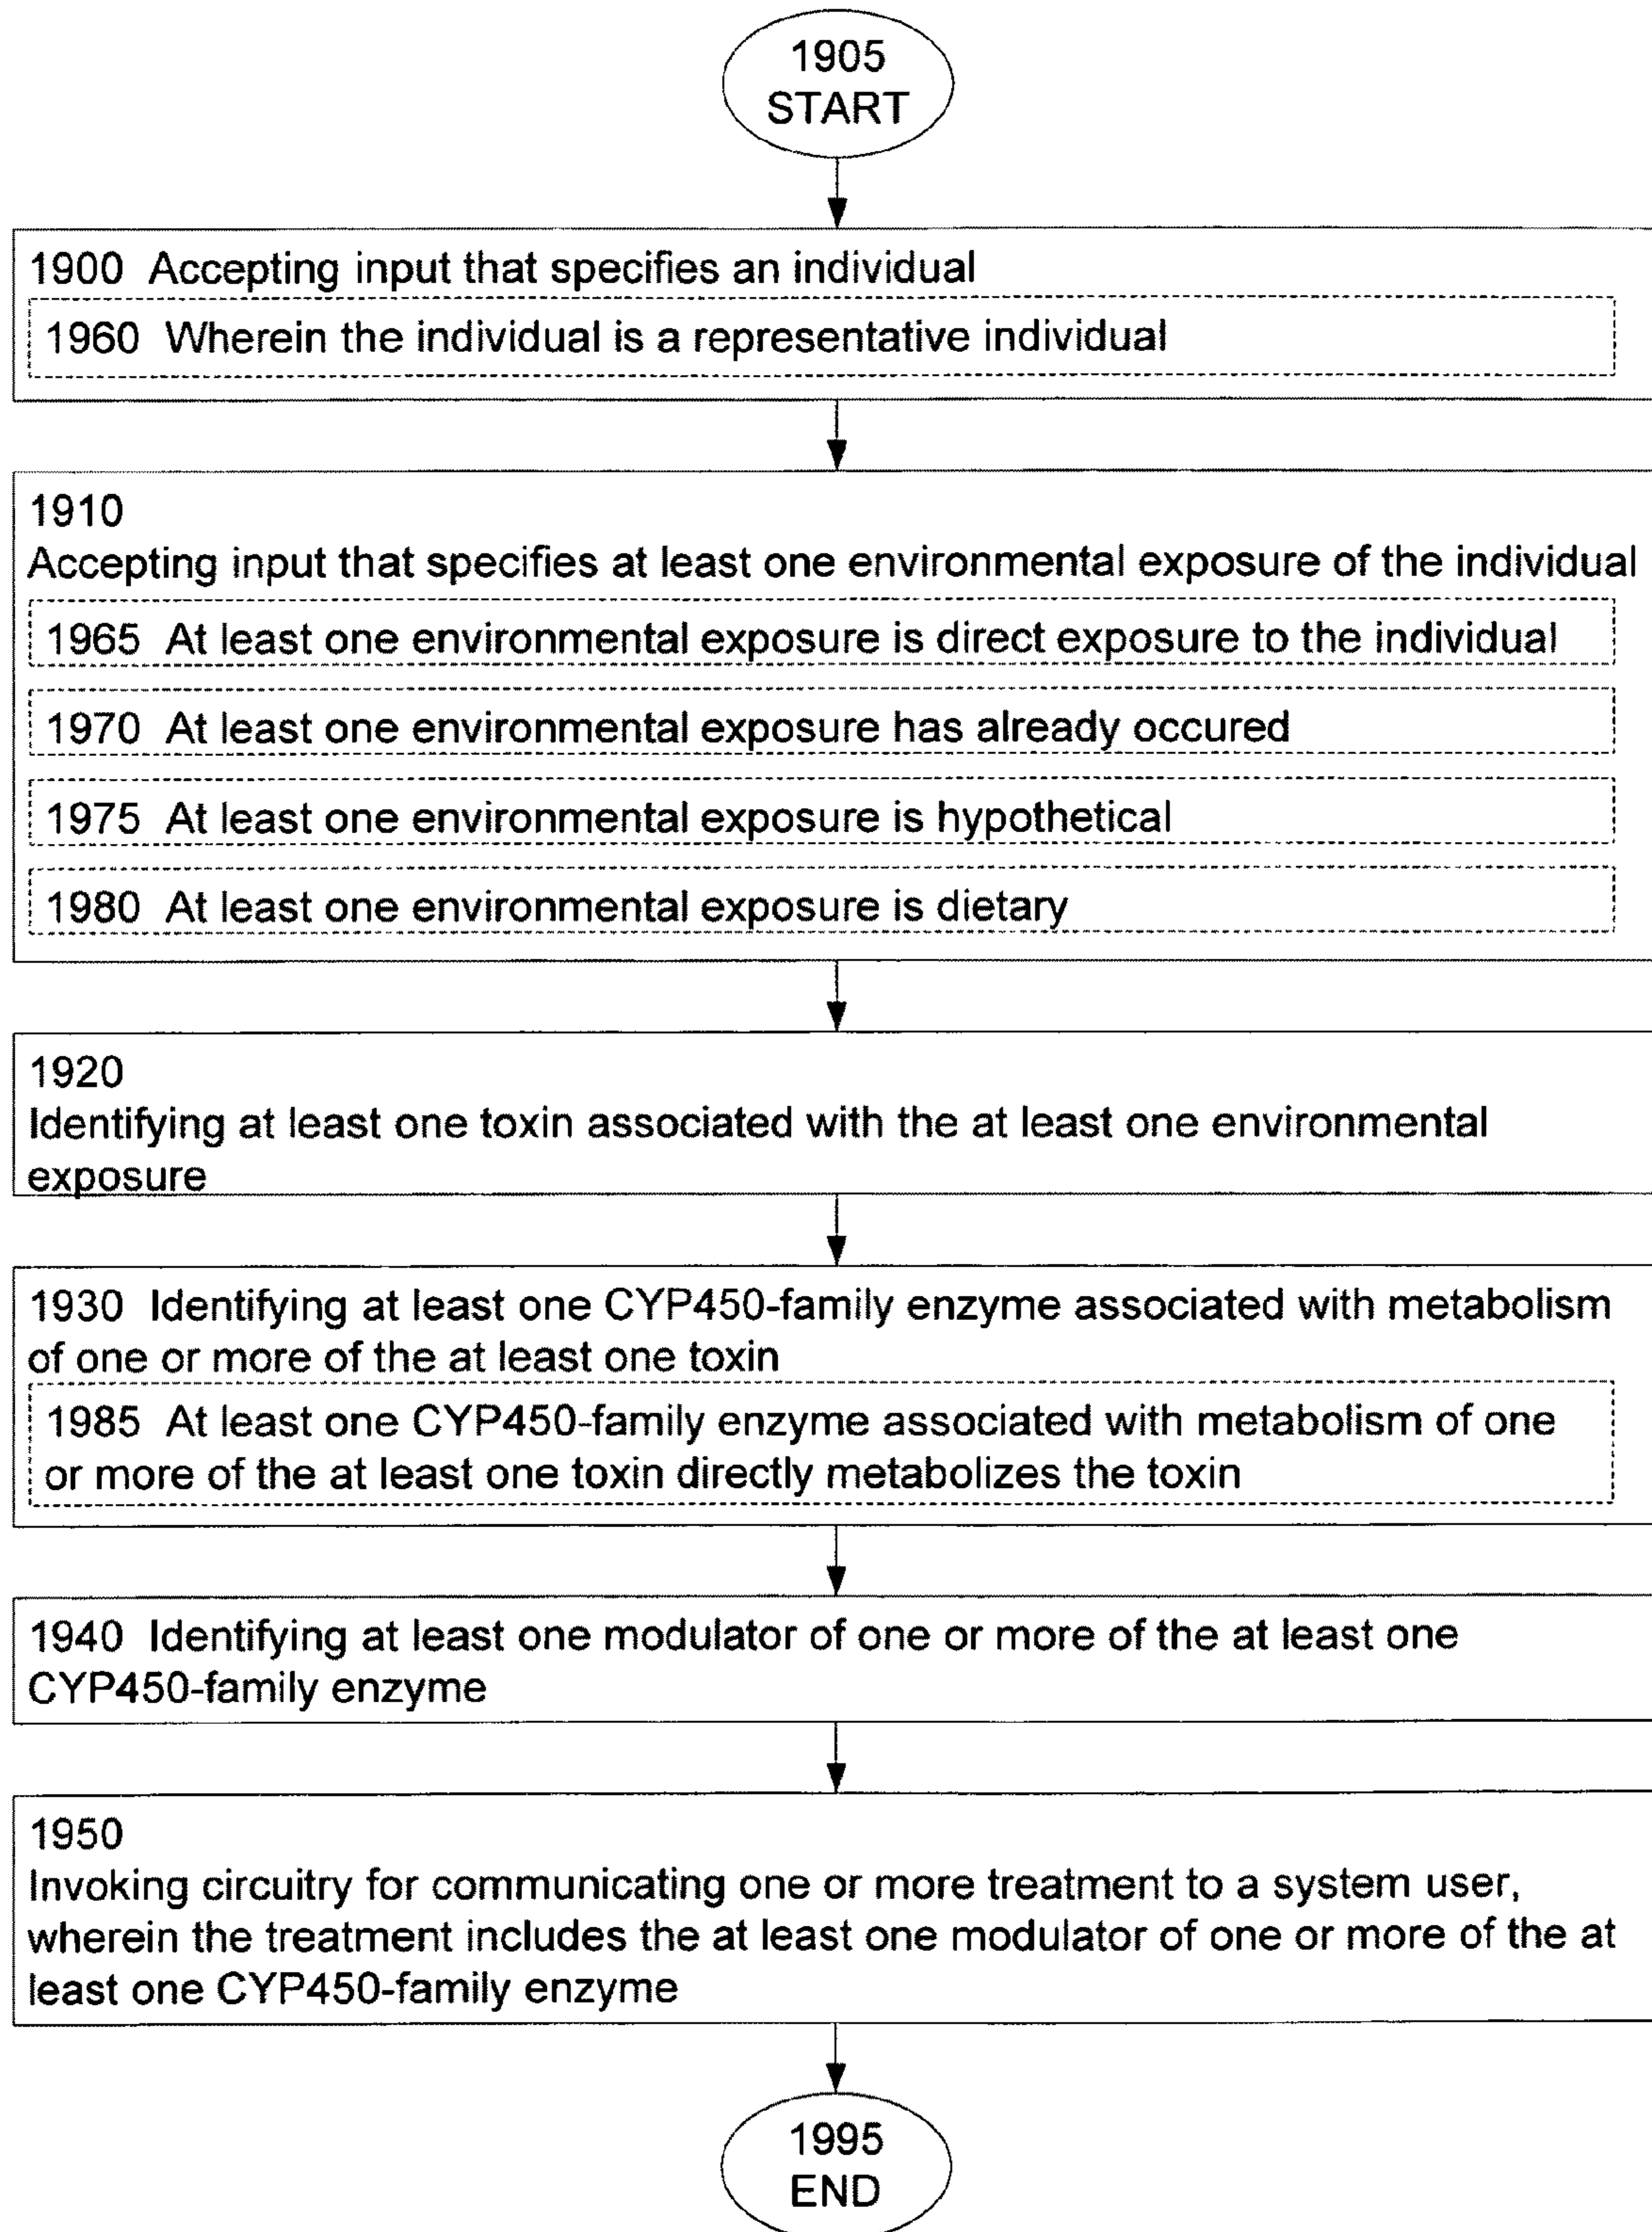 1905
START
1900 Accepting input that specifies an individual
1960 Wherein the individual is a representative individual
1910
Accepting input that specifies at least one environmental exposure of the individual
1965 At least one environmental exposure is direct exposure to the individual
1970 At least one environmental exposure has already occured
1975 At least one environmental exposure is hypothetical
1980 At least one environmental exposure is dietary
1920
Identifying at least one toxin associated with the at least one environmental
exposure
1930 Identifying at least one CYP450-family enzyme associated with metabolism
of one or more of the at least one toxin
1985 At least one CYP450-family enzyme associated with metabolism of one
or more of the at least one toxin directly metabolizes the toxin
1940 Identifying at least one modulator of one or more of the at least one
CYP450-family enzyme
1950
Invoking circuitry for communicating one or more treatment to a system user,
wherein the treatment includes the at least one modulator of one or more of the at
least one CYP450-family enzyme
1995
END